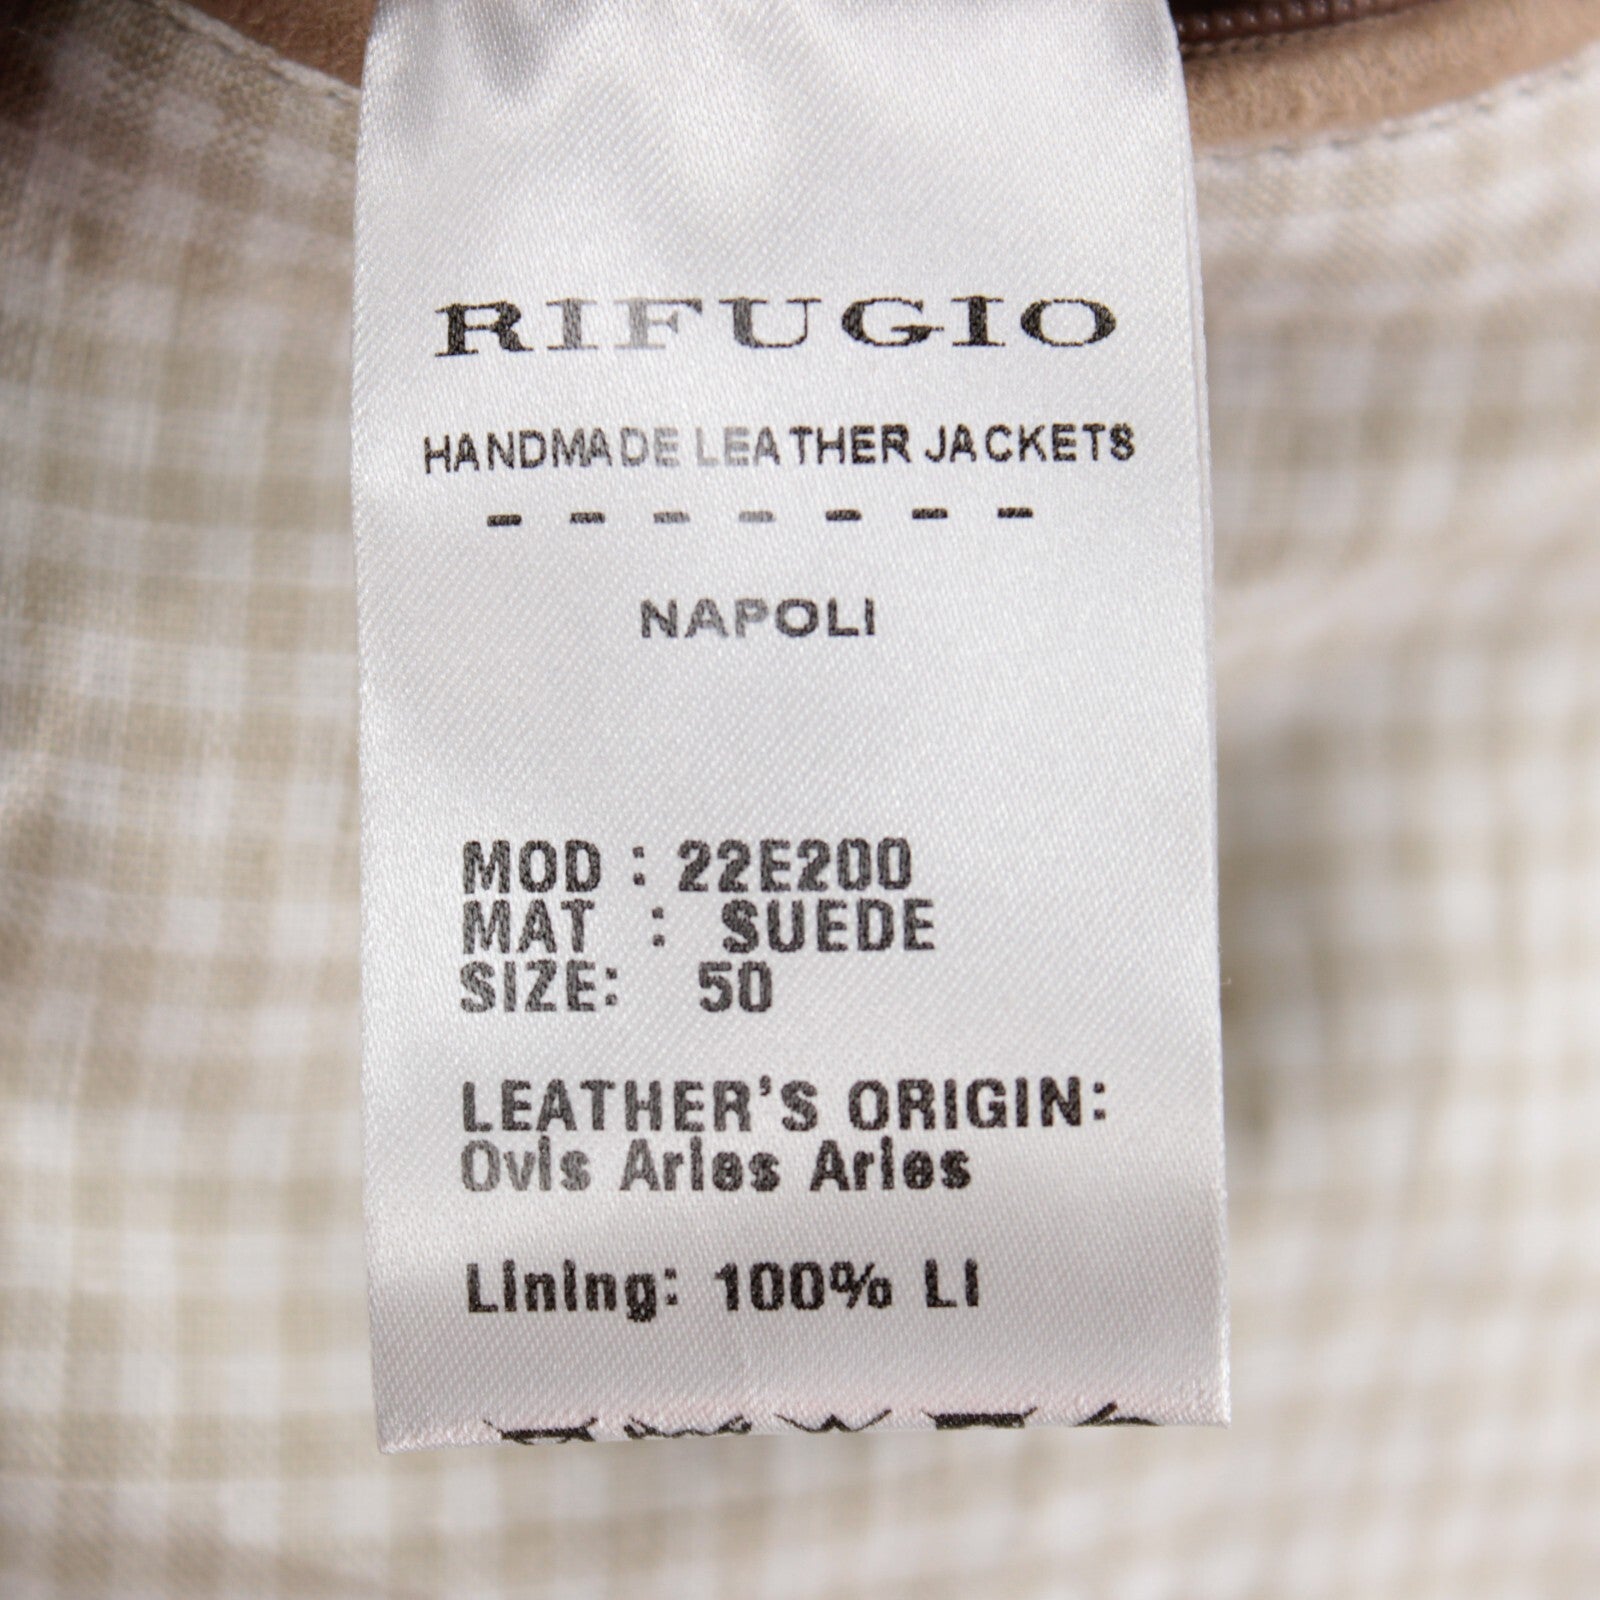 RIFUGIO
HANDMADE LEATHER JACKETS
- - - - - - -
NAPOLI
MOD : 22E200
MAT : SUEDE
SIZE: 50
LEATHER'S ORIGIN:
Ovis Aries Aries
Lining: 100% LI